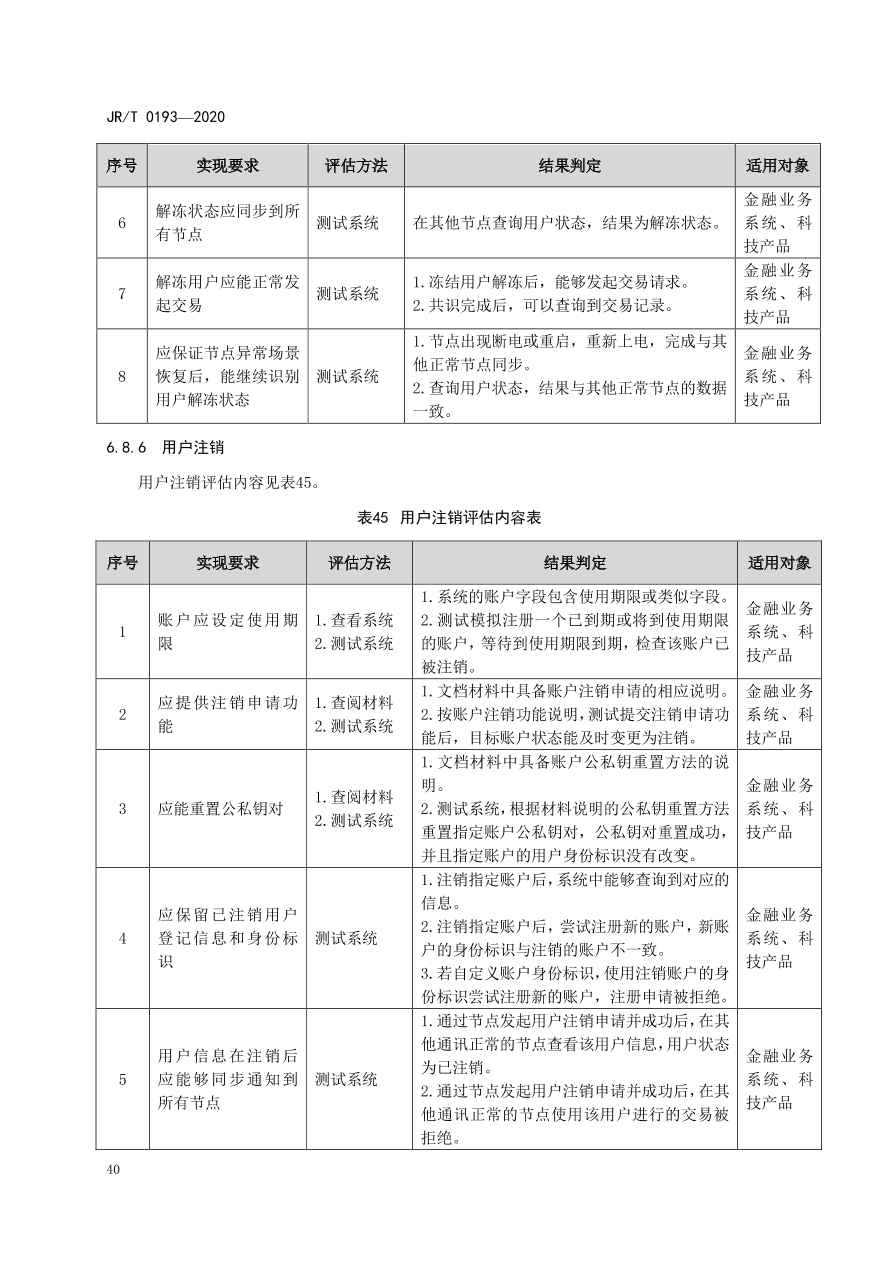 JR/T 0193—2020
序号 实现要求 评估方法 结果判定 适用对象
6
解冻状态应同步到所
有节点
测试系统
在其他节点查询用户状态，结果为解冻状态。
金融业务
系统、科
技产品
7
解冻用户应能正常发
起交易
测试系统
1.冻结用户解冻后，能够发起交易请求。
2.共识完成后，可以查询到交易记录。
金融业务
系统、科
技产品
8
应保证节点异常场景
恢复后，能继续识别
用户解冻状态
测试系统
1.节点出现断电或重启，重新上电，完成与其
他正常节点同步。
2.查询用户状态，结果与其他正常节点的数据
一致。
金融业务
系统、科
技产品
6.8.6 用户注销
用户注销评估内容见表45。
表45 用户注销评估内容表
序号 实现要求 评估方法 结果判定 适用对象
1
账户应设定使用期
限
1.查看系统
2.测试系统
1.系统的账户字段包含使用期限或类似字段。
2.测试模拟注册一个已到期或将到使用期限
的账户，等待到使用期限到期，检查该账户已
被注销。
金融业务
系统、科
技产品
2
应提供注销申请功
能
1.查阅材料
2.测试系统
1.文档材料中具备账户注销申请的相应说明。
2.按账户注销功能说明，测试提交注销申请功
能后，目标账户状态能及时变更为注销。
金融业务
系统、科
技产品
3
应能重置公私钥对
1.查阅材料
2.测试系统
1.文档材料中具备账户公私钥重置方法的说
明。
2.测试系统，根据材料说明的公私钥重置方法
重置指定账户公私钥对，公私钥对重置成功，
并且指定账户的用户身份标识没有改变。
金融业务
系统、科
技产品
4
应保留已注销用户
登记信息和身份标
识
测试系统
1.注销指定账户后，系统中能够查询到对应的
信息。
2.注销指定账户后，尝试注册新的账户，新账
户的身份标识与注销的账户不一致。
3.若自定义账户身份标识，使用注销账户的身
份标识尝试注册新的账户，注册申请被拒绝。
金融业务
系统、科
技产品
5
用户信息在注销后
应能够同步通知到
所有节点
测试系统
1.通过节点发起用户注销申请并成功后，在其
他通讯正常的节点查看该用户信息，用户状态
为已注销。
2.通过节点发起用户注销申请并成功后，在其
他通讯正常的节点使用该用户进行的交易被
拒绝。
金融业务
系统、科
技产品
40